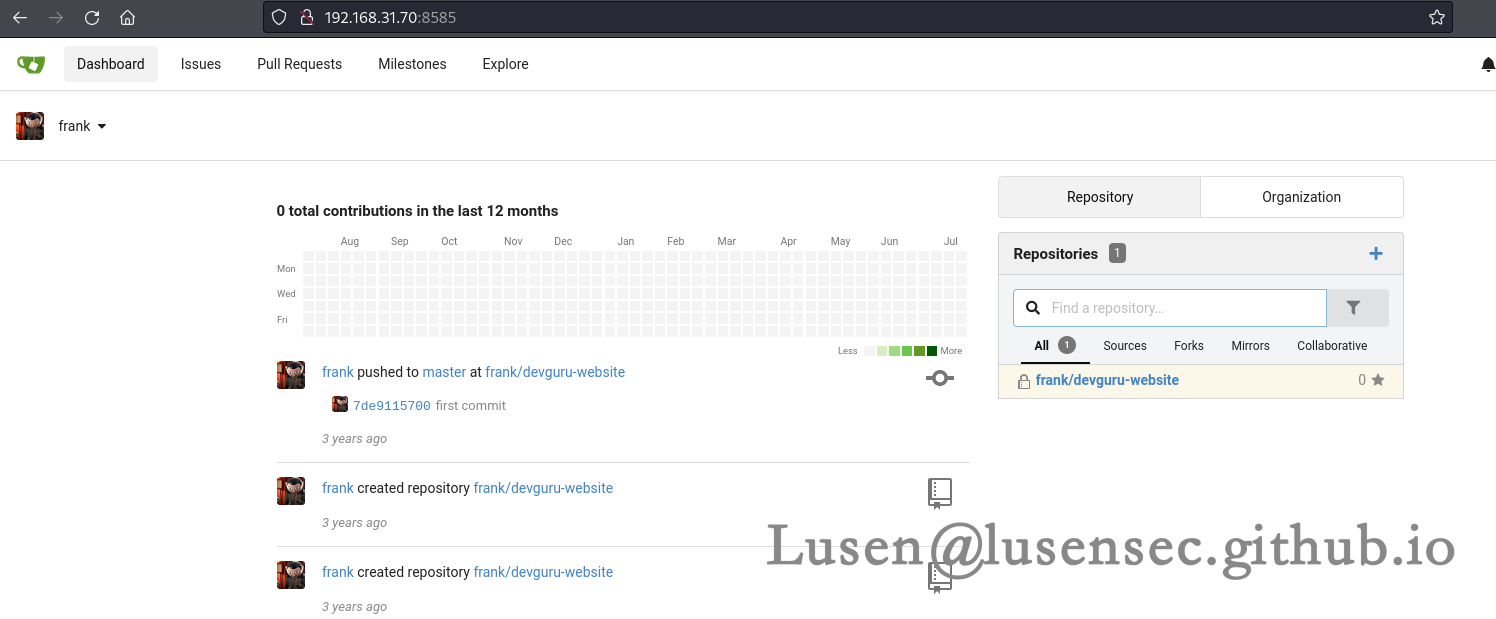 192.168.31.70:8585
Dashboard Issues Pull Requests Milestones Explore
frank
0 total contributions in the last 12 months
Aug Sep Oct Nov Dec Jan Feb Mar Apr May Jun Jul
Mon
Wed
Fri
Less More
frank pushed to master at frank/devguru-website
7de9115700 first commit
3 years ago
frank created repository frank/devguru-website
3 years ago
frank created repository frank/devguru-website
3 years ago
Repository Organization
Repositories 1
Find a repository...
All 1 Sources Forks Mirrors Collaborative
frank/devguru-website 0
Lusen@lusensec.github.io